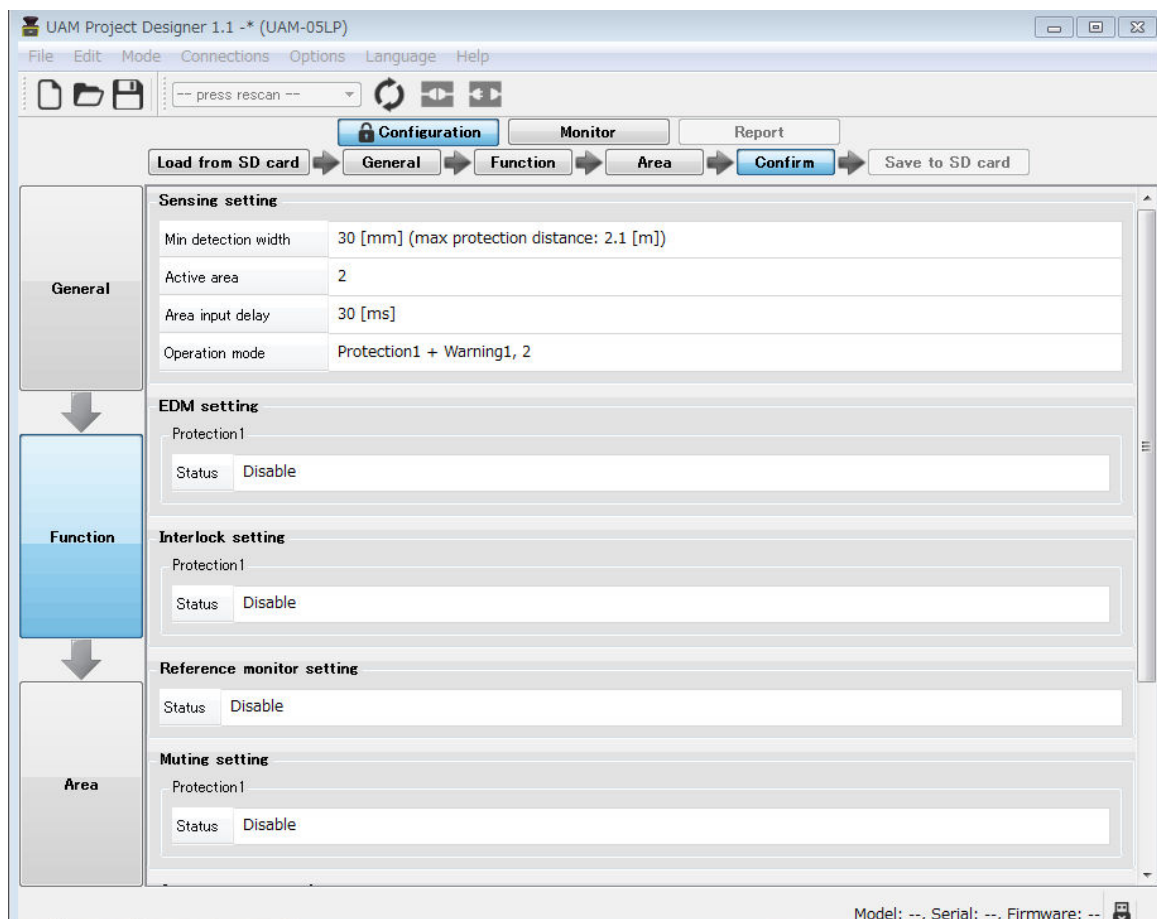 UAM Project Designer 1.1 -* (UAM-05LP)
File Edit Mode Connections Options Language Help
-- press rescan --
Configuration Monitor Report
Load from SD card General Function Area Confirm Save to SD card
General
Function
Area
Sensing setting
Min detection width 30 [mm] (max protection distance: 2.1 [m])
Active area 2
Area input delay 30 [ms]
Operation mode Protection1 + Warning1, 2
EDM setting
Protection1
Status Disable
Interlock setting
Protection1
Status Disable
Reference monitor setting
Status Disable
Muting setting
Protection1
Status Disable
Model: --, Serial: --, Firmware: --